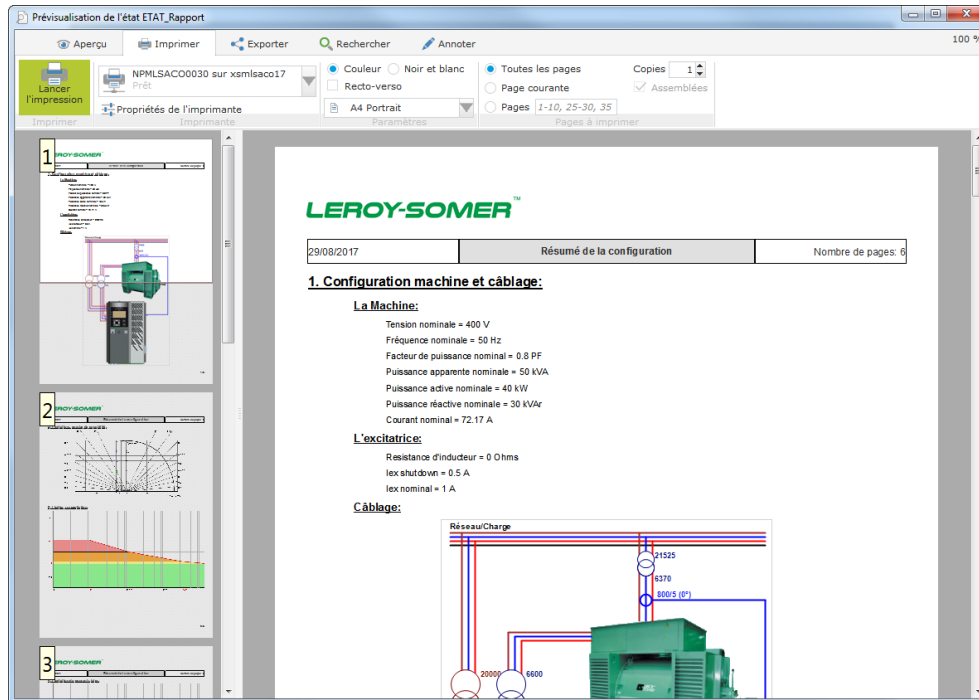 Prévisualisation de l'état ETAT_Rapport
Aperçu
Imprimer
Exporter
Rechercher
Annoter
100 %
Lancer
l'impression
Imprimer
NPMLSACO0030 sur xsmlsaco17
Prêt
Propriétés de l'imprimante
Imprimante
Couleur
Noir et blanc
Recto-verso
A4 Portrait
Paramètres
Toutes les pages
Page courante
Pages 1-10, 25-30, 35
Copies 1
Assemblées
Pages à imprimer
1
LEROY-SOMER
2
LEROY-SOMER
3
LEROY-SOMER
LEROY-SOMER™
29/08/2017
Résumé de la configuration
Nombre de pages: 6
1. Configuration machine et câblage:
La Machine:
Tension nominale = 400 V
Fréquence nominale = 50 Hz
Facteur de puissance nominal = 0.8 PF
Puissance apparente nominale = 50 kVA
Puissance active nominale = 40 kW
Puissance réactive nominale = 30 kVAr
Courant nominal = 72.17 A
L'excitatrice:
Resistance d'inducteur = 0 Ohms
Iex shutdown = 0.5 A
Iex nominal = 1 A
Câblage:
Réseau/Charge
21525
6370
800/5 (0°)
20000
6600